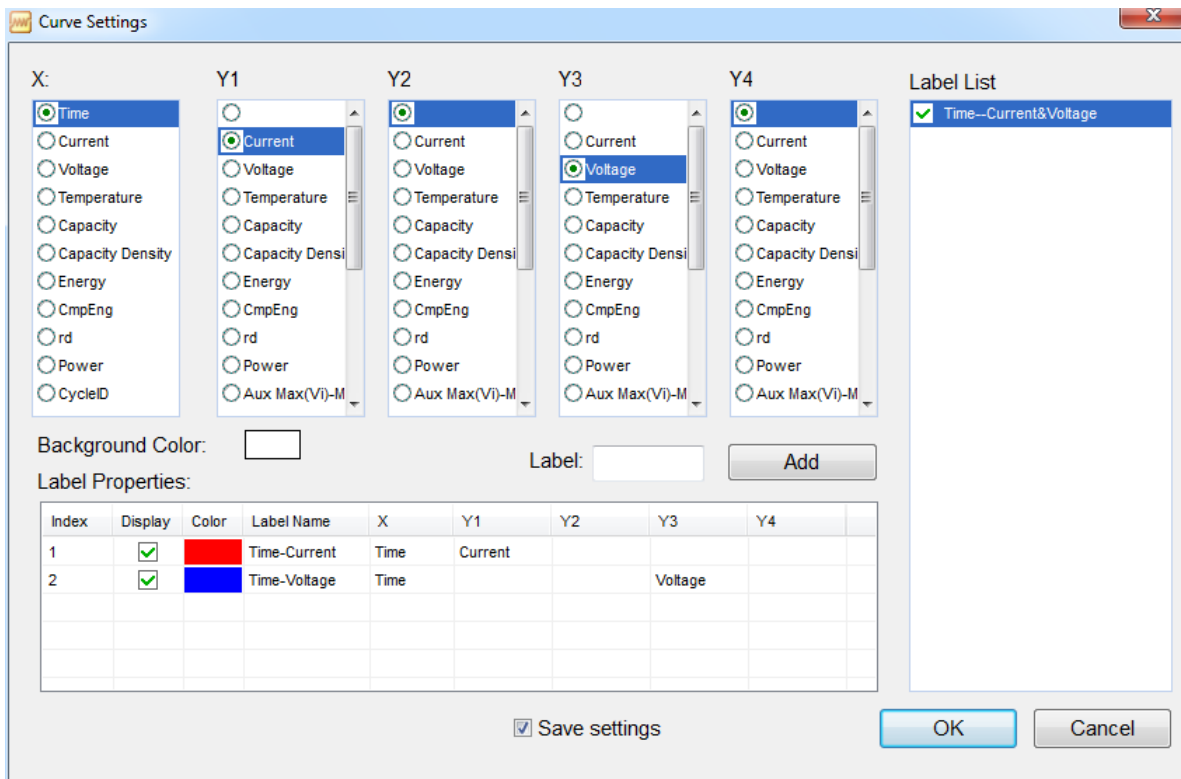 Curve Settings
X:
Time
Current
Voltage
Temperature
Capacity
Capacity Density
Energy
CmpEng
rd
Power
CycleID
Y1
Current
Voltage
Temperature
Capacity
Capacity Densi
Energy
CmpEng
rd
Power
Aux Max(Vi)-M
Y2
Current
Voltage
Temperature
Capacity
Capacity Densi
Energy
CmpEng
rd
Power
Aux Max(Vi)-M
Y3
Current
Voltage
Temperature
Capacity
Capacity Densi
Energy
CmpEng
rd
Power
Aux Max(Vi)-M
Y4
Current
Voltage
Temperature
Capacity
Capacity Densi
Energy
CmpEng
rd
Power
Aux Max(Vi)-M
Label List
Time--Current&Voltage
Background Color:
Label:
Add
Label Properties:
Index Display Color Label Name X Y1 Y2 Y3 Y4
1 Time-Current Time Current
2 Time-Voltage Time Voltage
Save settings
OK
Cancel